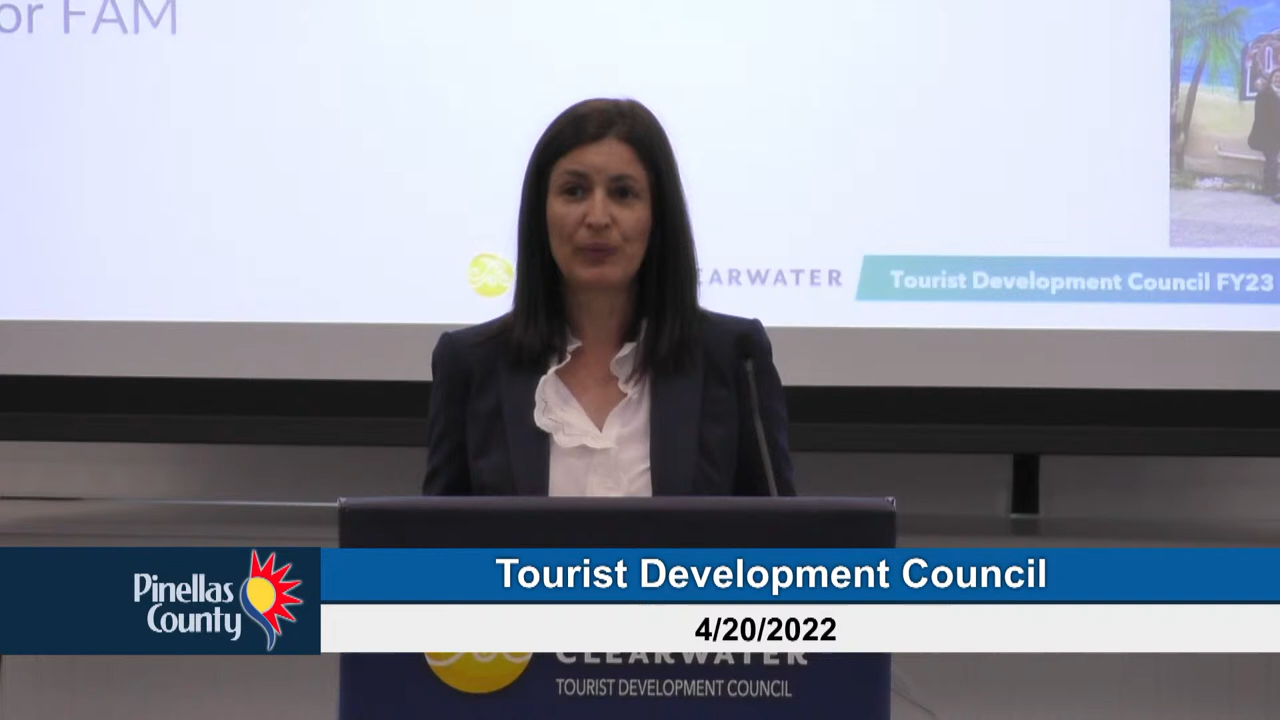 or FAM
EARWATER
Tourist Development Council FY23
Pinellas
County
Tourist Development Council
4/20/2022
CLEARWATER
TOURIST DEVELOPMENT COUNCIL